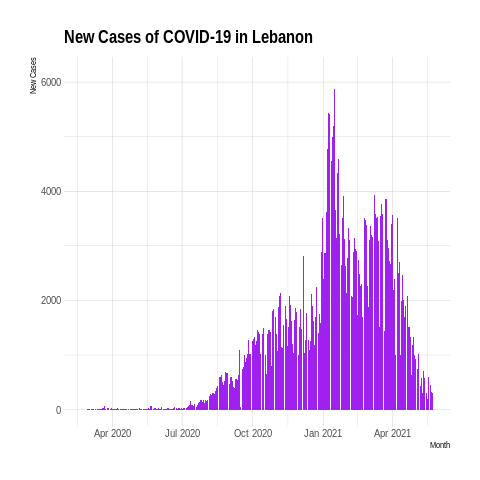 New Cases of COVID-19 in Lebanon
New Cases
6000
4000
2000
0
Apr 2020 Jul 2020 Oct 2020 Jan 2021 Apr 2021
Month